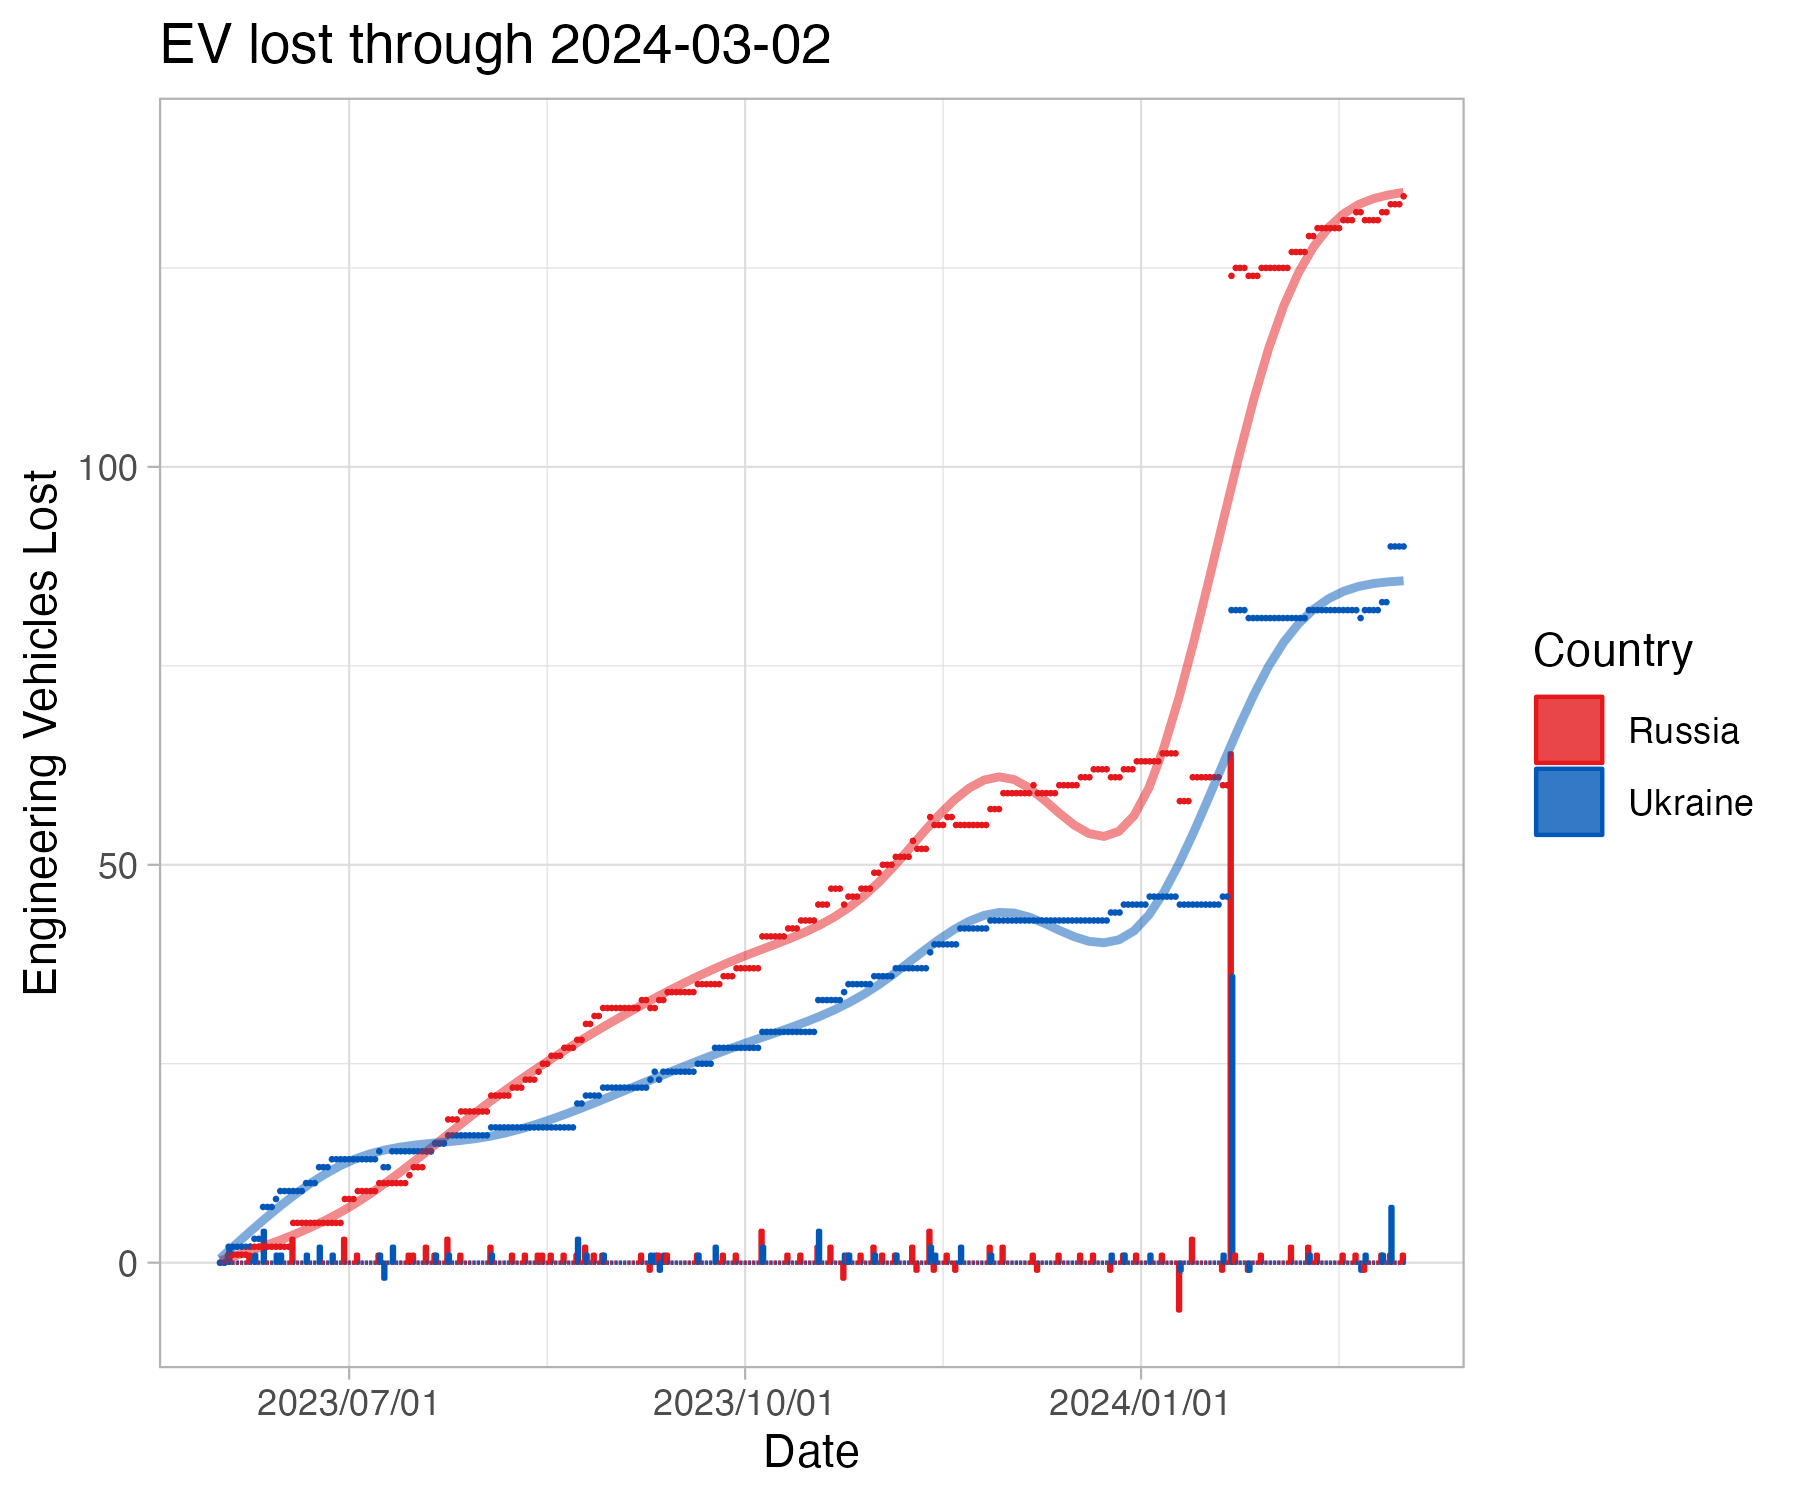 EV lost through 2024-03-02
Engineering Vehicles Lost
100
50
0
2023/07/01
2023/10/01
2024/01/01
Date
Country
Russia
Ukraine